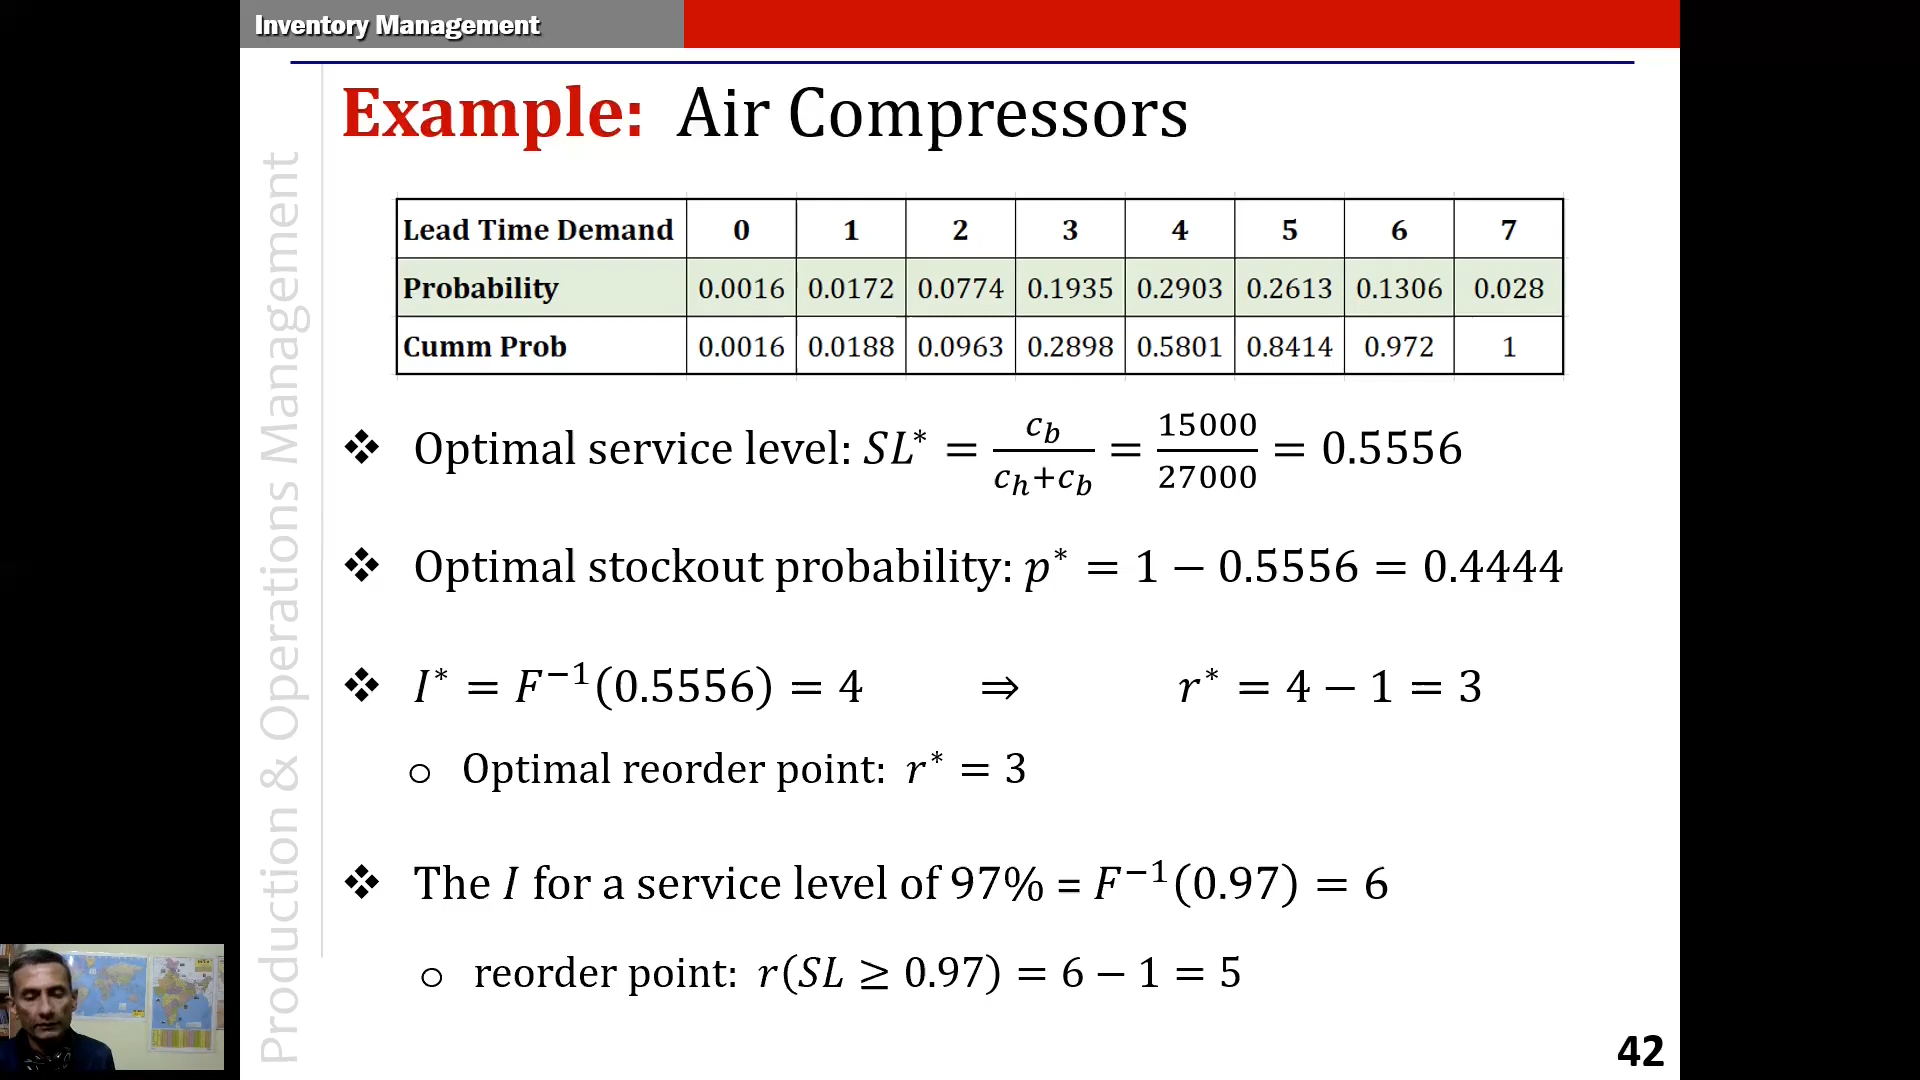 Inventory Management
Example: Air Compressors
Lead Time Demand 0 1 2 3 4 5 6 7
Probability 0.0016 0.0172 0.0774 0.1935 0.2903 0.2613 0.1306 0.028
Cumm Prob 0.0016 0.0188 0.0963 0.2898 0.5801 0.8414 0.972 1
❖ Optimal service level: SL* = c_b/(c_h+c_b) = 15000/27000 = 0.5556
❖ Optimal stockout probability: p* = 1 − 0.5556 = 0.4444
❖ I* = F⁻¹(0.5556) = 4 ⇒ r* = 4 − 1 = 3
o Optimal reorder point: r* = 3
❖ The I for a service level of 97% = F⁻¹(0.97) = 6
o reorder point: r(SL ≥ 0.97) = 6 − 1 = 5
Production & Operations Management
42